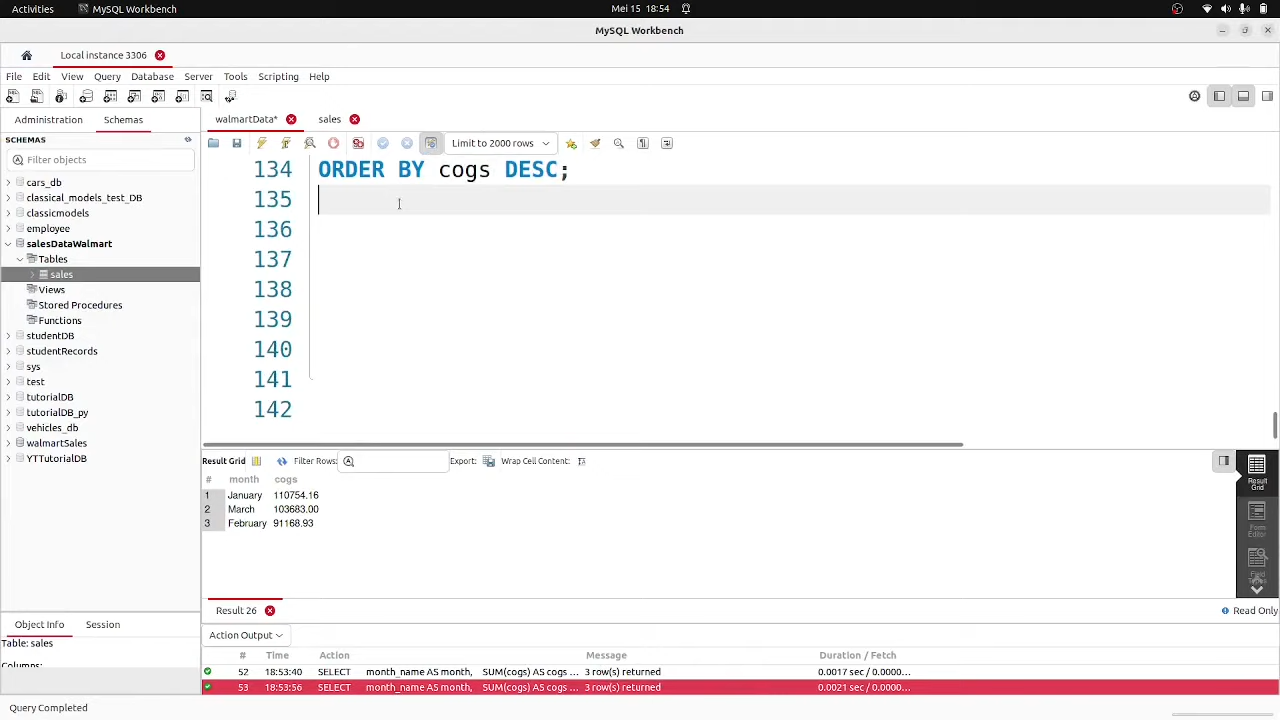 Activities MySQL Workbench Mei 15 18:54
MySQL Workbench
Local instance 3306
File Edit View Query Database Server Tools Scripting Help
Administration Schemas
walmartData* sales
SCHEMAS
Filter objects
Limit to 2000 rows
cars_db
classical_models_test_DB
classicmodels
employee
salesDataWalmart
Tables
sales
Views
Stored Procedures
Functions
studentDB
studentRecords
sys
test
tutorialDB
tutorialDB_py
vehicles_db
walmartSales
YTTutorialDB
134 ORDER BY cogs DESC;
135
136
137
138
139
140
141
142
Result Grid Filter Rows: Export: Wrap Cell Content:
# month cogs
1 January 110754.16
2 March 103683.00
3 February 91168.93
Result Grid
Form Editor
Field Types
Result 26 Read Only
Object Info Session
Table: sales
Columns:
Action Output
# Time Action Message Duration / Fetch
52 18:53:40 SELECT month_name AS month, SUM(cogs) AS cogs ... 3 row(s) returned 0.0017 sec / 0.0000...
53 18:53:56 SELECT month_name AS month, SUM(cogs) AS cogs ... 3 row(s) returned 0.0021 sec / 0.0000...
Query Completed